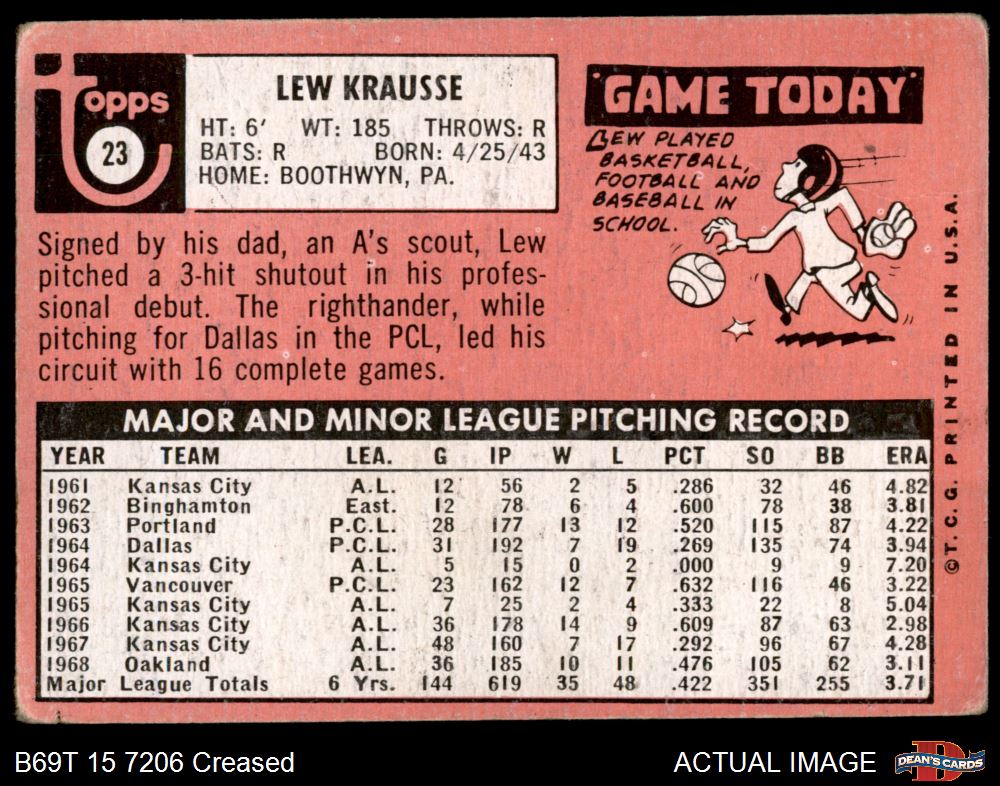 Topps
23
LEW KRAUSSE
HT: 6' WT: 185 THROWS: R
BATS: R BORN: 4/25/43
HOME: BOOTHWYN, PA.
Signed by his dad, an A's scout, Lew
pitched a 3-hit shutout in his profes-
sional debut. The righthander, while
pitching for Dallas in the PCL, led his
circuit with 16 complete games.
"GAME TODAY"
LEW PLAYED
BASKETBALL,
FOOTBALL AND
BASEBALL IN
SCHOOL.
©T.C.G. PRINTED IN U.S.A.
MAJOR AND MINOR LEAGUE PITCHING RECORD
YEAR TEAM LEA. G IP W L PCT SO BB ERA
1961 Kansas City A.L. 12 56 2 5 .286 32 46 4.82
1962 Binghamton East. 12 78 6 4 .600 78 38 3.81
1963 Portland P.C.L. 28 177 13 12 .520 115 87 4.22
1964 Dallas P.C.L. 31 192 7 19 .269 135 74 3.94
1964 Kansas City A.L. 5 15 0 2 .000 9 9 7.20
1965 Vancouver P.C.L. 23 162 12 7 .632 116 46 3.22
1965 Kansas City A.L. 7 25 2 4 .333 22 8 5.04
1966 Kansas City A.L. 36 178 14 9 .609 87 63 2.98
1967 Kansas City A.L. 48 160 7 17 .292 96 67 4.28
1968 Oakland A.L. 36 185 10 11 .476 105 62 3.11
Major League Totals 6 Yrs. 144 619 35 48 .422 351 255 3.71
B69T 15 7206 Creased
ACTUAL IMAGE
DEAN'S CARDS